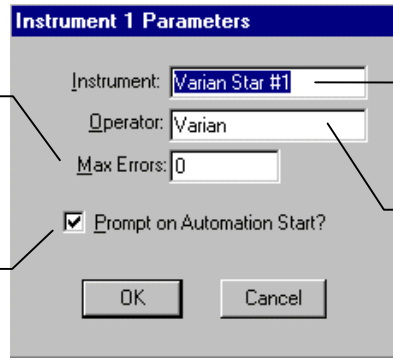 Instrument 1 Parameters
Instrument: Varian Star #1
Operator: Varian
Max Errors: 0
Prompt on Automation Start?
OK Cancel